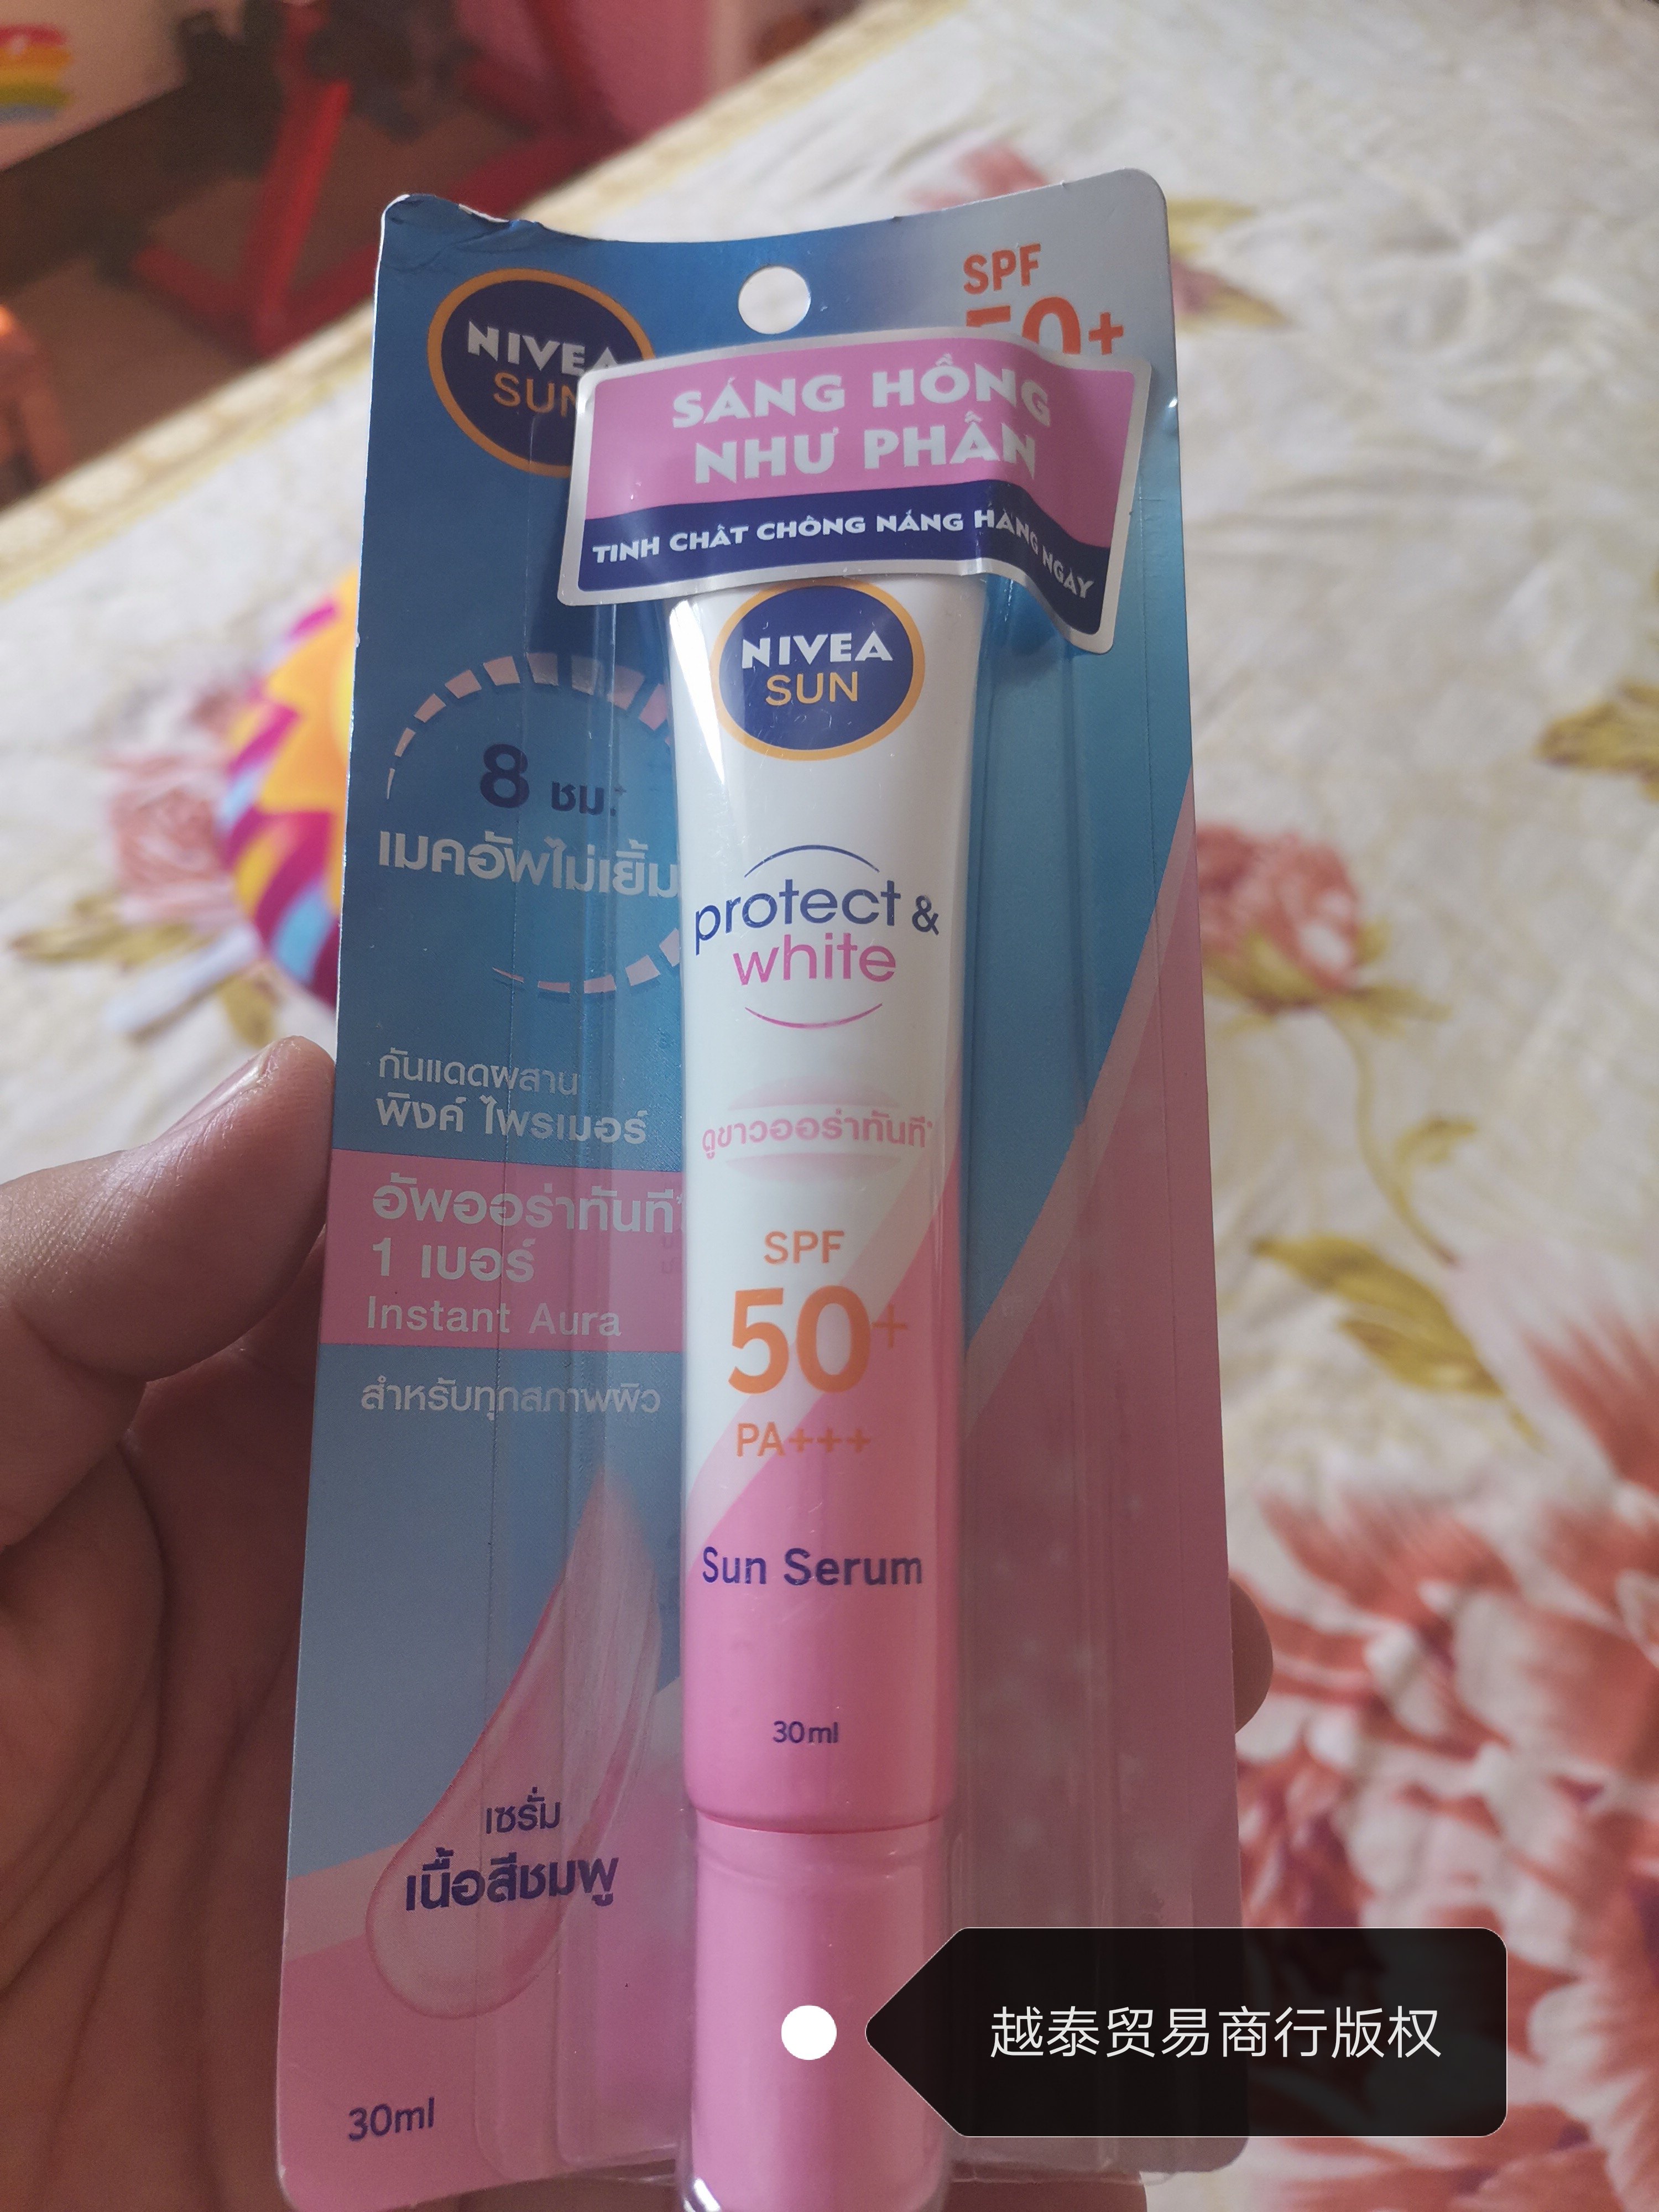 NIVEA
SUN
SPF
50+
SÁNG HỒNG
NHƯ PHẤN
TINH CHẤT CHỐNG NẮNG HÀNG NGÀY
NIVEA
SUN
8 ชม.
เมคอัพไม่เยิ้ม
protect &
white
กันแดดผสาน
พิงค์ ไพรเมอร์
ดูขาวออร่าทันที*
อัพออร่าทันที
1 เบอร์
Instant Aura
SPF
50+
PA+++
สำหรับทุกสภาพผิว
Sun Serum
30ml
เซรั่ม
เนื้อสีชมพู
30ml
越泰贸易商行版权